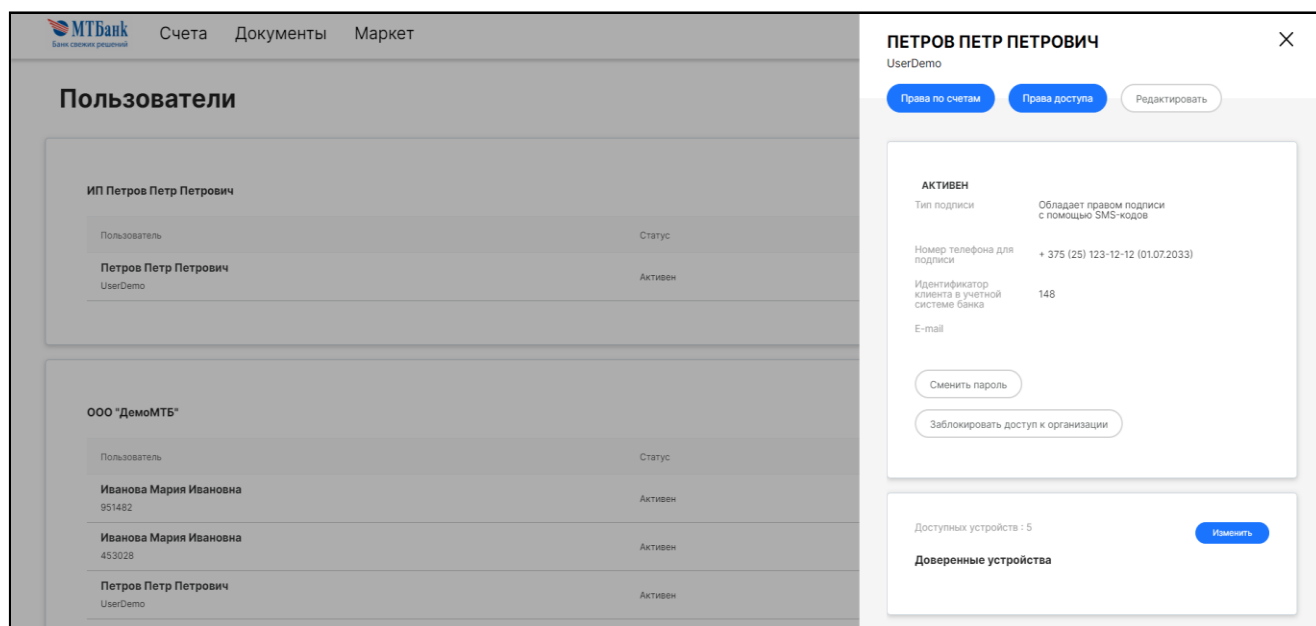 МТБанк
Банк свежих решений
Счета Документы Маркет
Пользователи
ИП Петров Петр Петрович
Пользователь Статус
Петров Петр Петрович
UserDemo
Активен
ООО "ДемоМТБ"
Пользователь Статус
Иванова Мария Ивановна
951482
Активен
Иванова Мария Ивановна
453028
Активен
Петров Петр Петрович
UserDemo
Активен
ПЕТРОВ ПЕТР ПЕТРОВИЧ
UserDemo
Права по счетам Права доступа Редактировать
АКТИВЕН
Тип подписи
Обладает правом подписи
с помощью SMS-кодов
Номер телефона для
подписи
+ 375 (25) 123-12-12 (01.07.2033)
Идентификатор
клиента в учетной
системе банка
148
E-mail
Сменить пароль
Заблокировать доступ к организации
Доступных устройств : 5
Изменить
Доверенные устройства